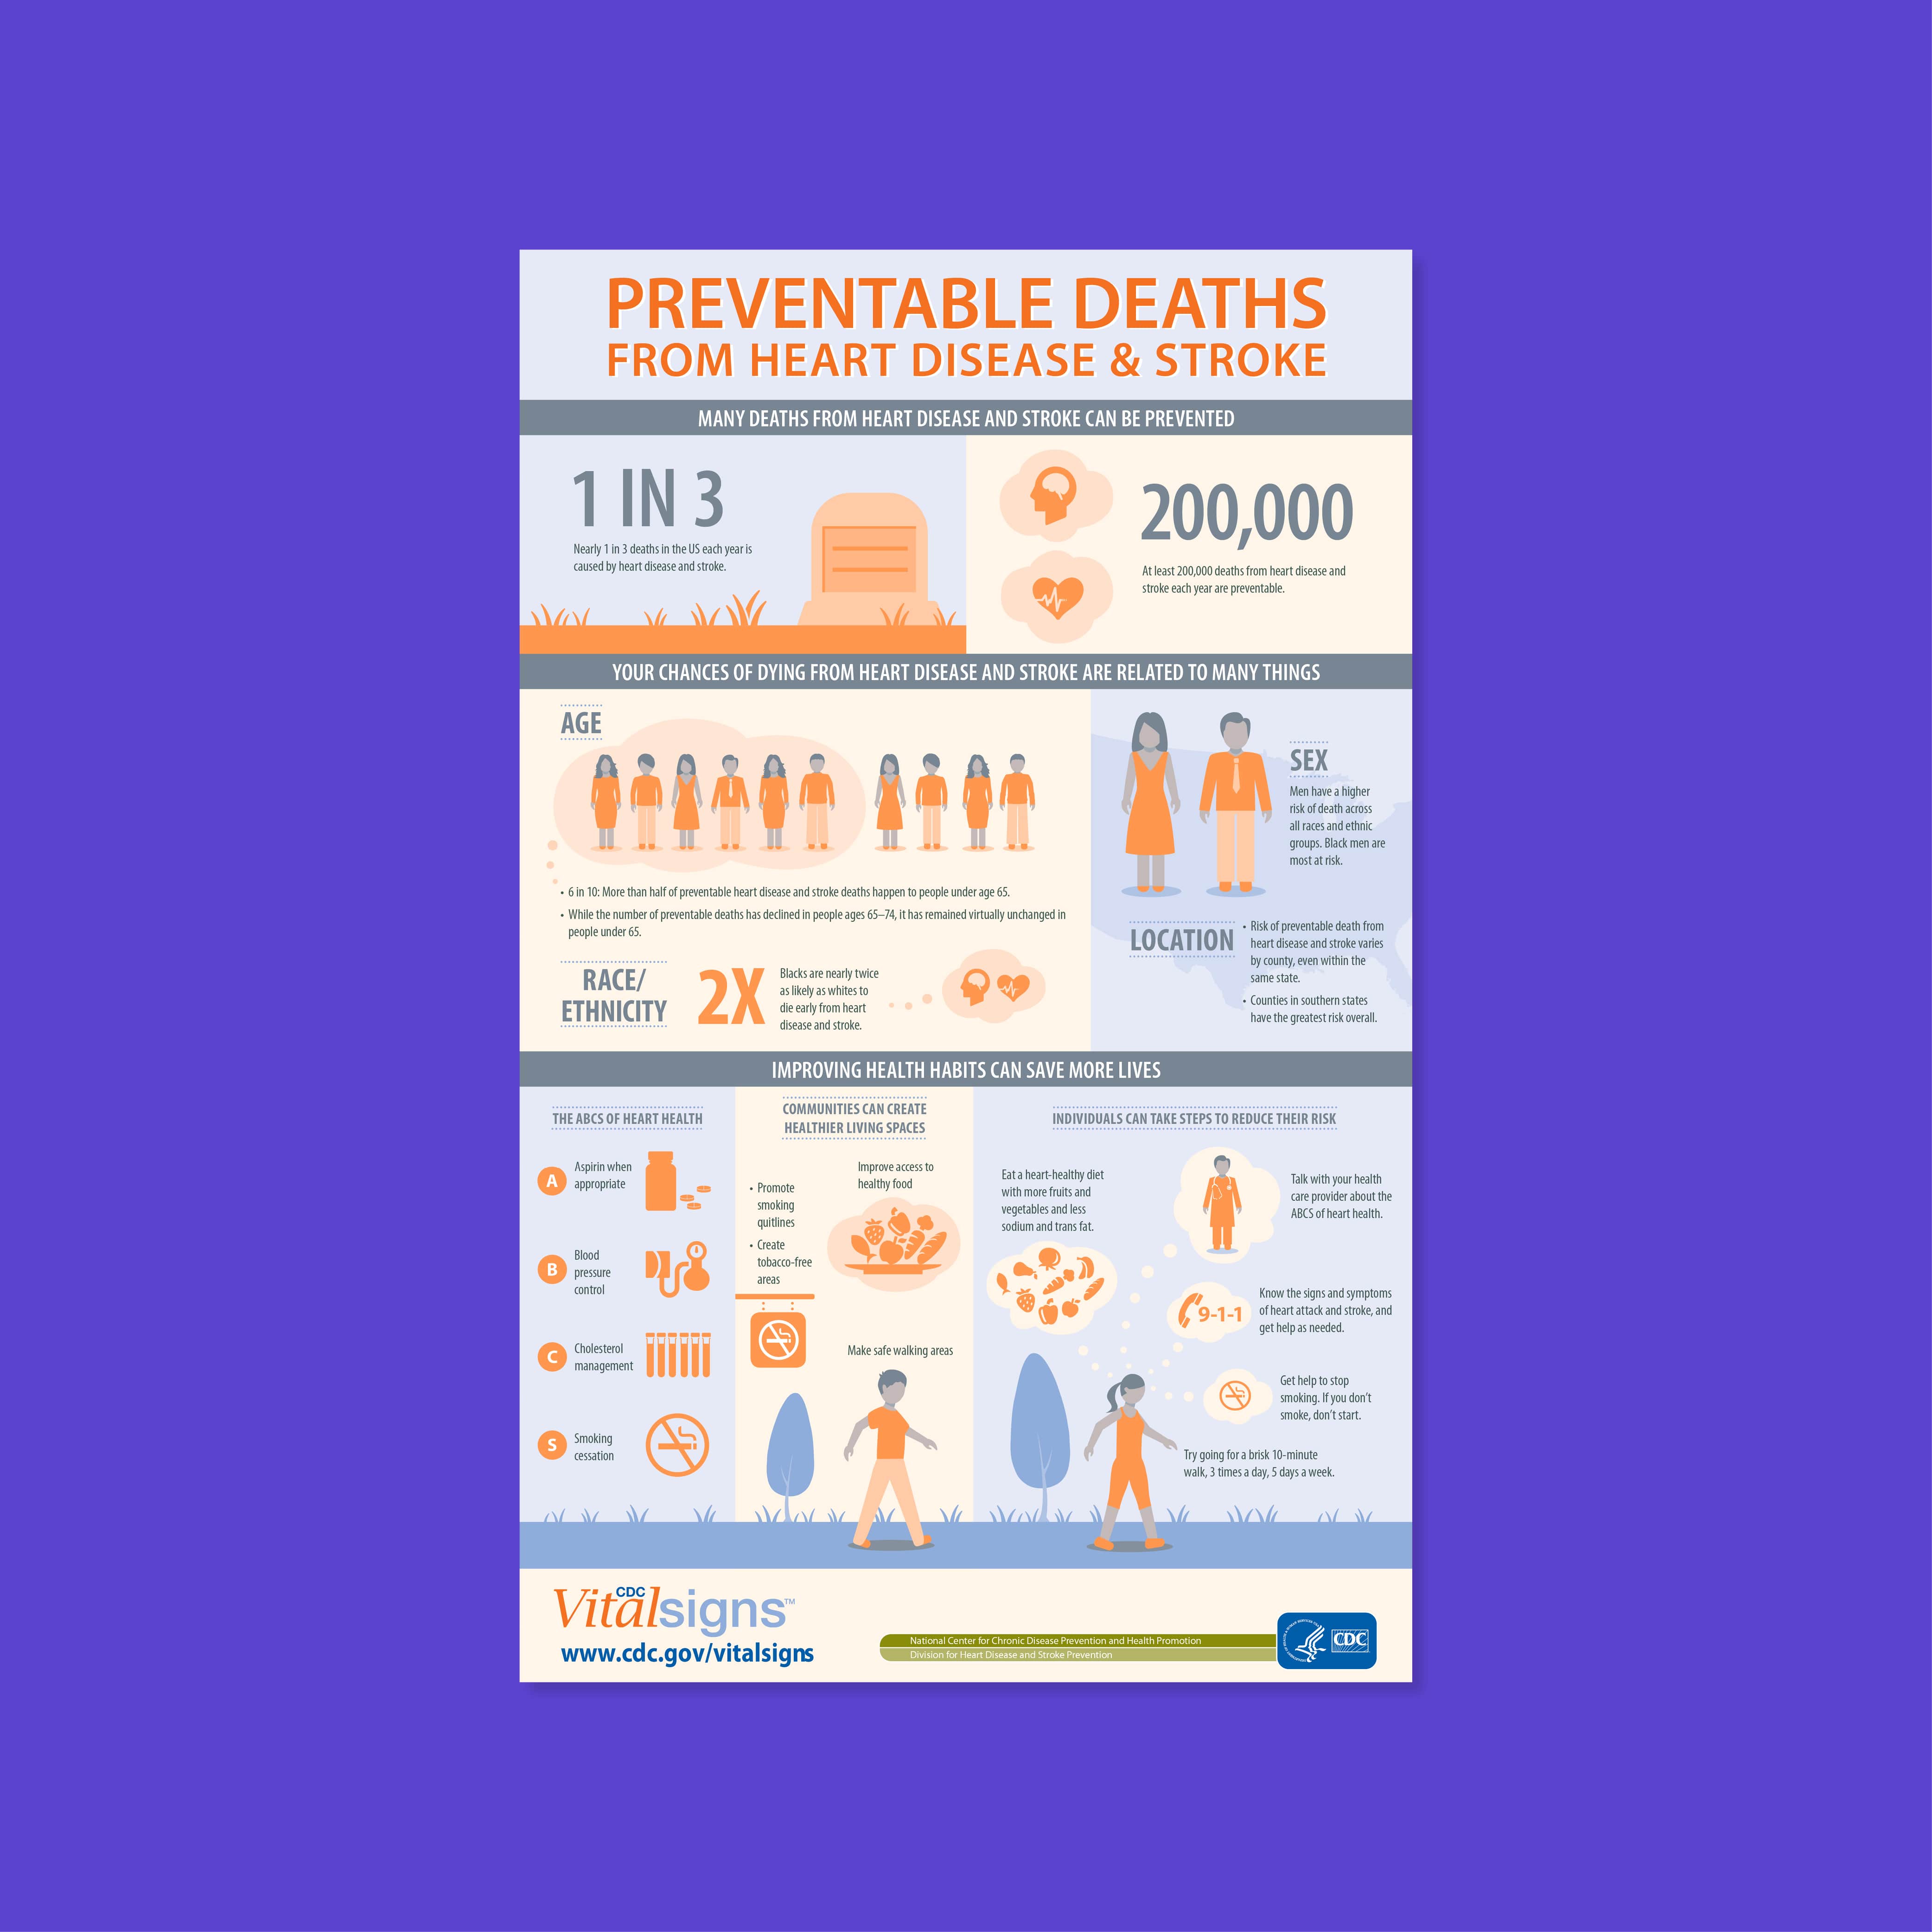 PREVENTABLE DEATHS
FROM HEART DISEASE & STROKE
MANY DEATHS FROM HEART DISEASE AND STROKE CAN BE PREVENTED
1 IN 3
Nearly 1 in 3 deaths in the US each year is
caused by heart disease and stroke.
200,000
At least 200,000 deaths from heart disease and
stroke each year are preventable.
YOUR CHANCES OF DYING FROM HEART DISEASE AND STROKE ARE RELATED TO MANY THINGS
AGE
• 6 in 10: More than half of preventable heart disease and stroke deaths happen to people under age 65.
• While the number of preventable deaths has declined in people ages 65–74, it has remained virtually unchanged in
people under 65.
RACE/
ETHNICITY
2X
Blacks are nearly twice
as likely as whites to
die early from heart
disease and stroke.
SEX
Men have a higher
risk of death across
all races and ethnic
groups. Black men are
most at risk.
LOCATION
• Risk of preventable death from
heart disease and stroke varies
by county, even within the
same state.
• Counties in southern states
have the greatest risk overall.
IMPROVING HEALTH HABITS CAN SAVE MORE LIVES
THE ABCS OF HEART HEALTH
A
Aspirin when
appropriate
B
Blood
pressure
control
C
Cholesterol
management
S
Smoking
cessation
COMMUNITIES CAN CREATE
HEALTHIER LIVING SPACES
• Promote
smoking
quitlines
• Create
tobacco-free
areas
Improve access to
healthy food
Make safe walking areas
INDIVIDUALS CAN TAKE STEPS TO REDUCE THEIR RISK
Eat a heart-healthy diet
with more fruits and
vegetables and less
sodium and trans fat.
Talk with your health
care provider about the
ABCS of heart health.
9-1-1
Know the signs and symptoms
of heart attack and stroke, and
get help as needed.
Get help to stop
smoking. If you don't
smoke, don't start.
Try going for a brisk 10-minute
walk, 3 times a day, 5 days a week.
CDC
Vitalsigns™
www.cdc.gov/vitalsigns
National Center for Chronic Disease Prevention and Health Promotion
Division for Heart Disease and Stroke Prevention
CDC